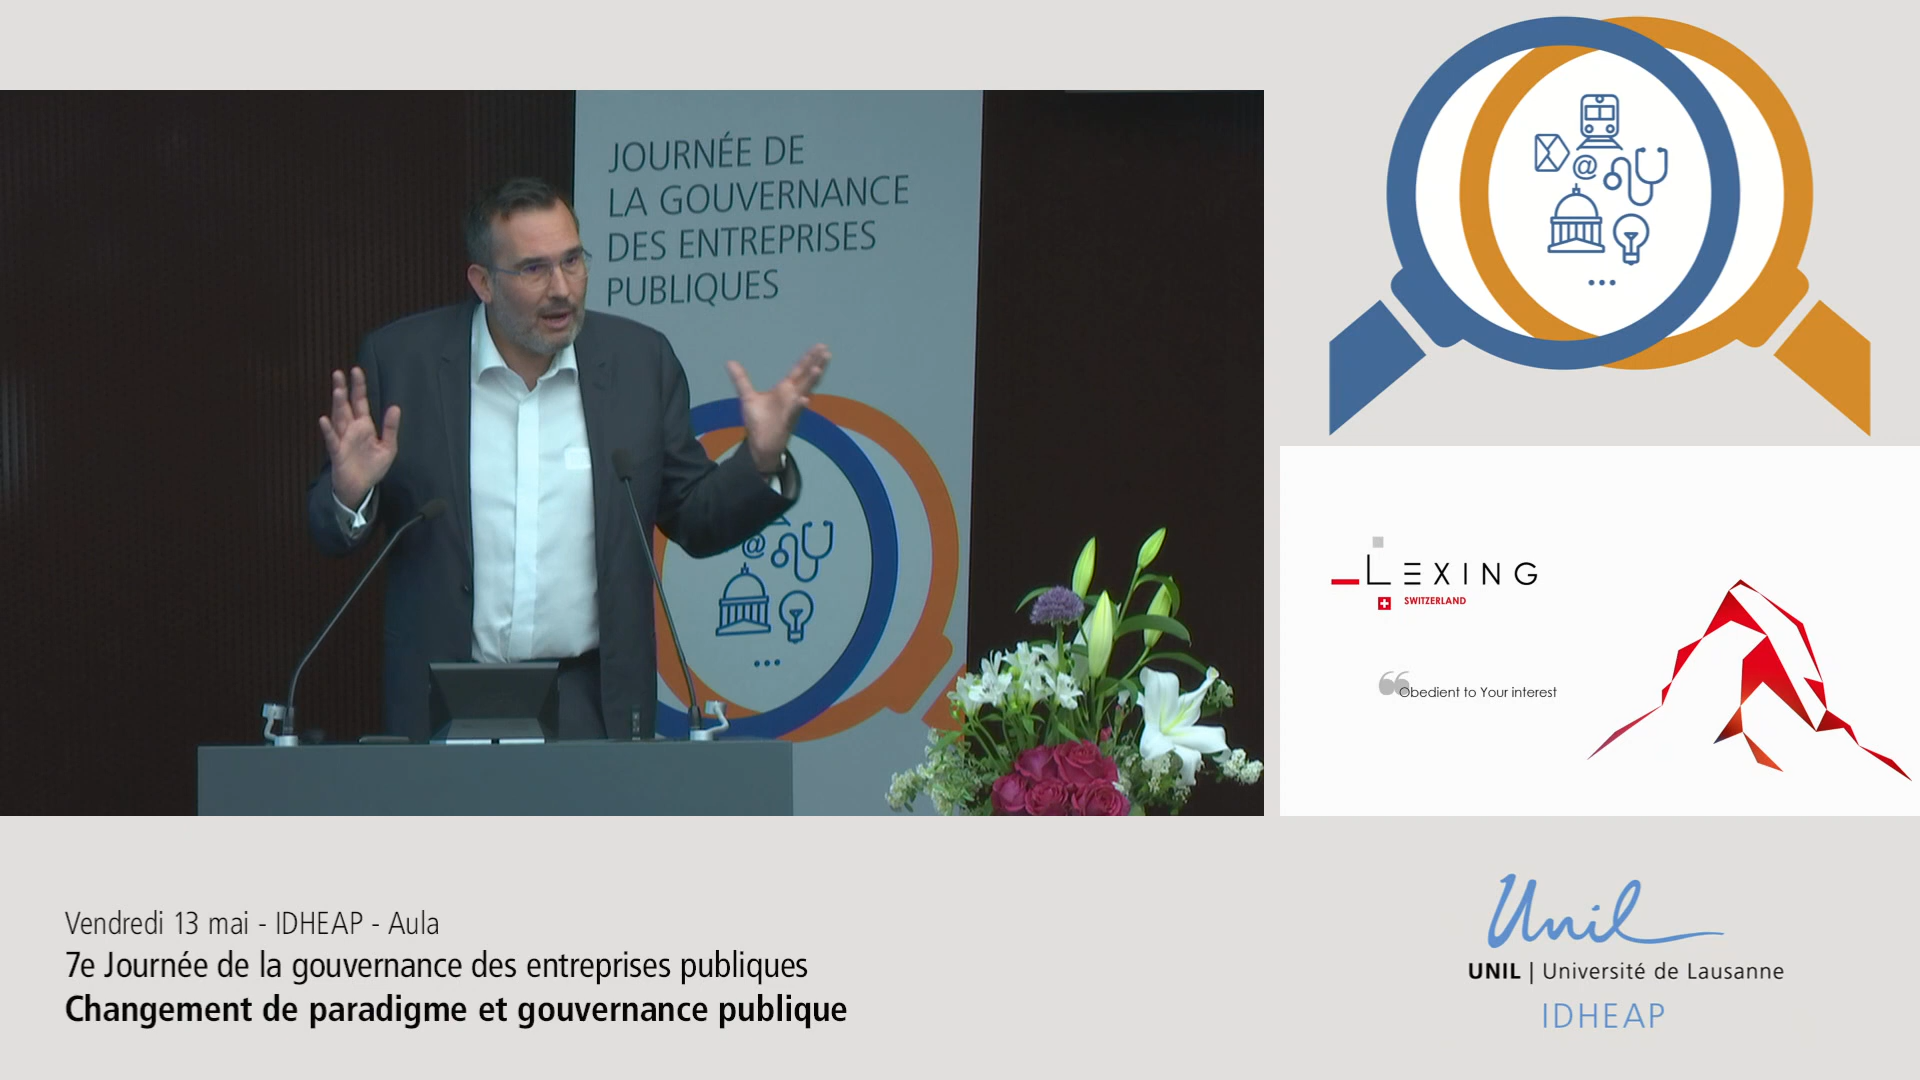 JOURNÉE DE
LA GOUVERNANCE
DES ENTREPRISES
PUBLIQUES
@
@
LEXING
SWITZERLAND
❝Obedient to Your interest
Vendredi 13 mai - IDHEAP - Aula
7e Journée de la gouvernance des entreprises publiques
Changement de paradigme et gouvernance publique
Unil
UNIL | Université de Lausanne
IDHEAP